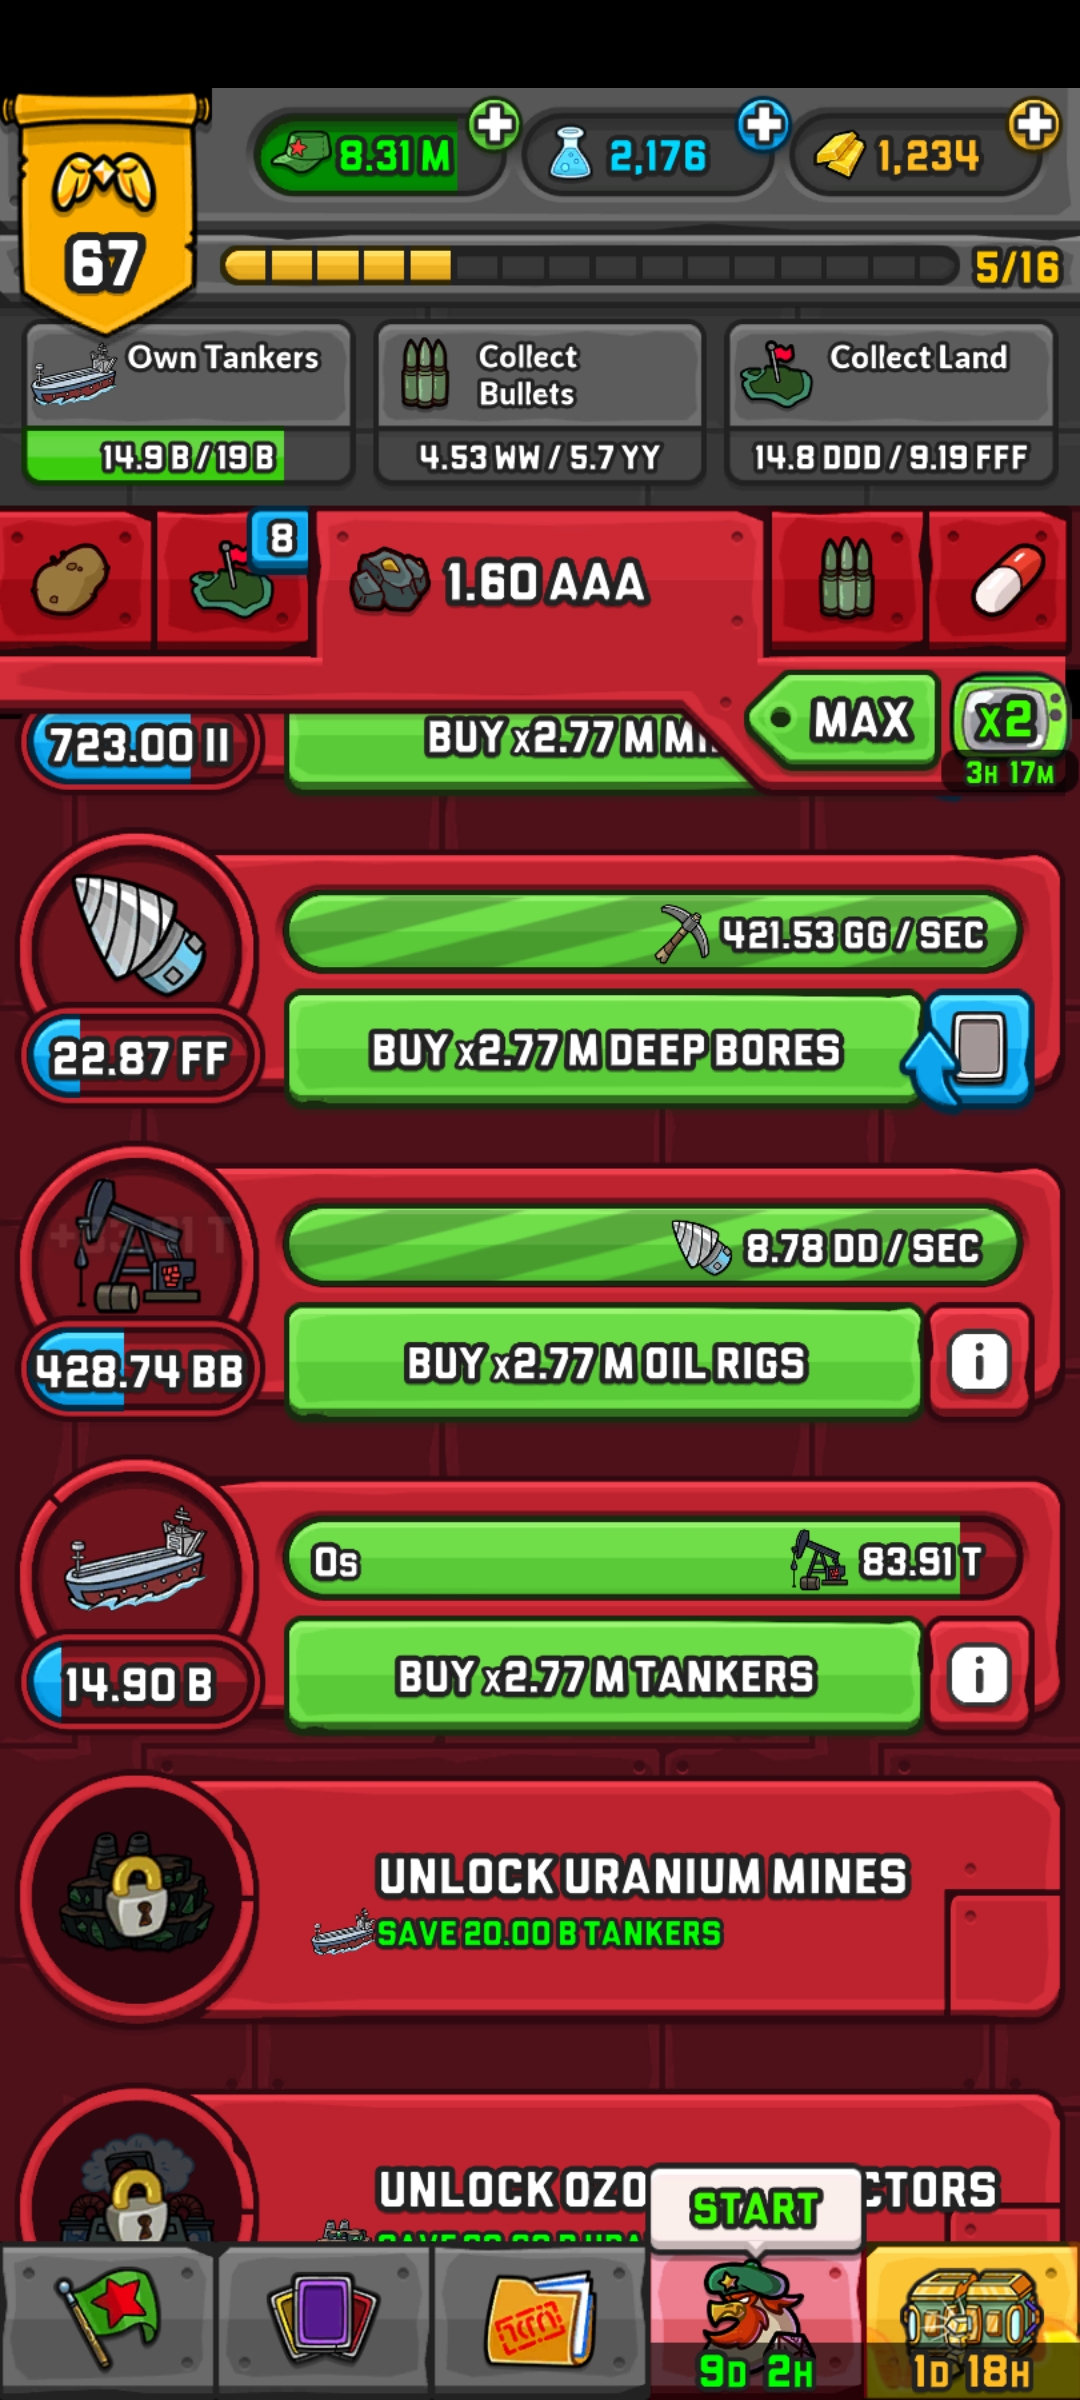 8.31 M
2,176
1,234
67
5/16
Own Tankers
14.9 B / 19 B
Collect
Bullets
4.53 WW / 5.7 YY
Collect Land
14.8 DDD / 9.19 FFF
8
1.60 AAA
MAX
x2
3H 17M
723.00 II
BUY x2.77 M
421.53 GG / SEC
22.87 FF
BUY x2.77 M DEEP BORES
8.78 DD / SEC
428.74 BB
BUY x2.77 M OIL RIGS
i
0s
83.91 T
14.90 B
BUY x2.77 M TANKERS
i
UNLOCK URANIUM MINES
SAVE 20.00 B TANKERS
UNLOCK
START
9D 2H
1D 18H